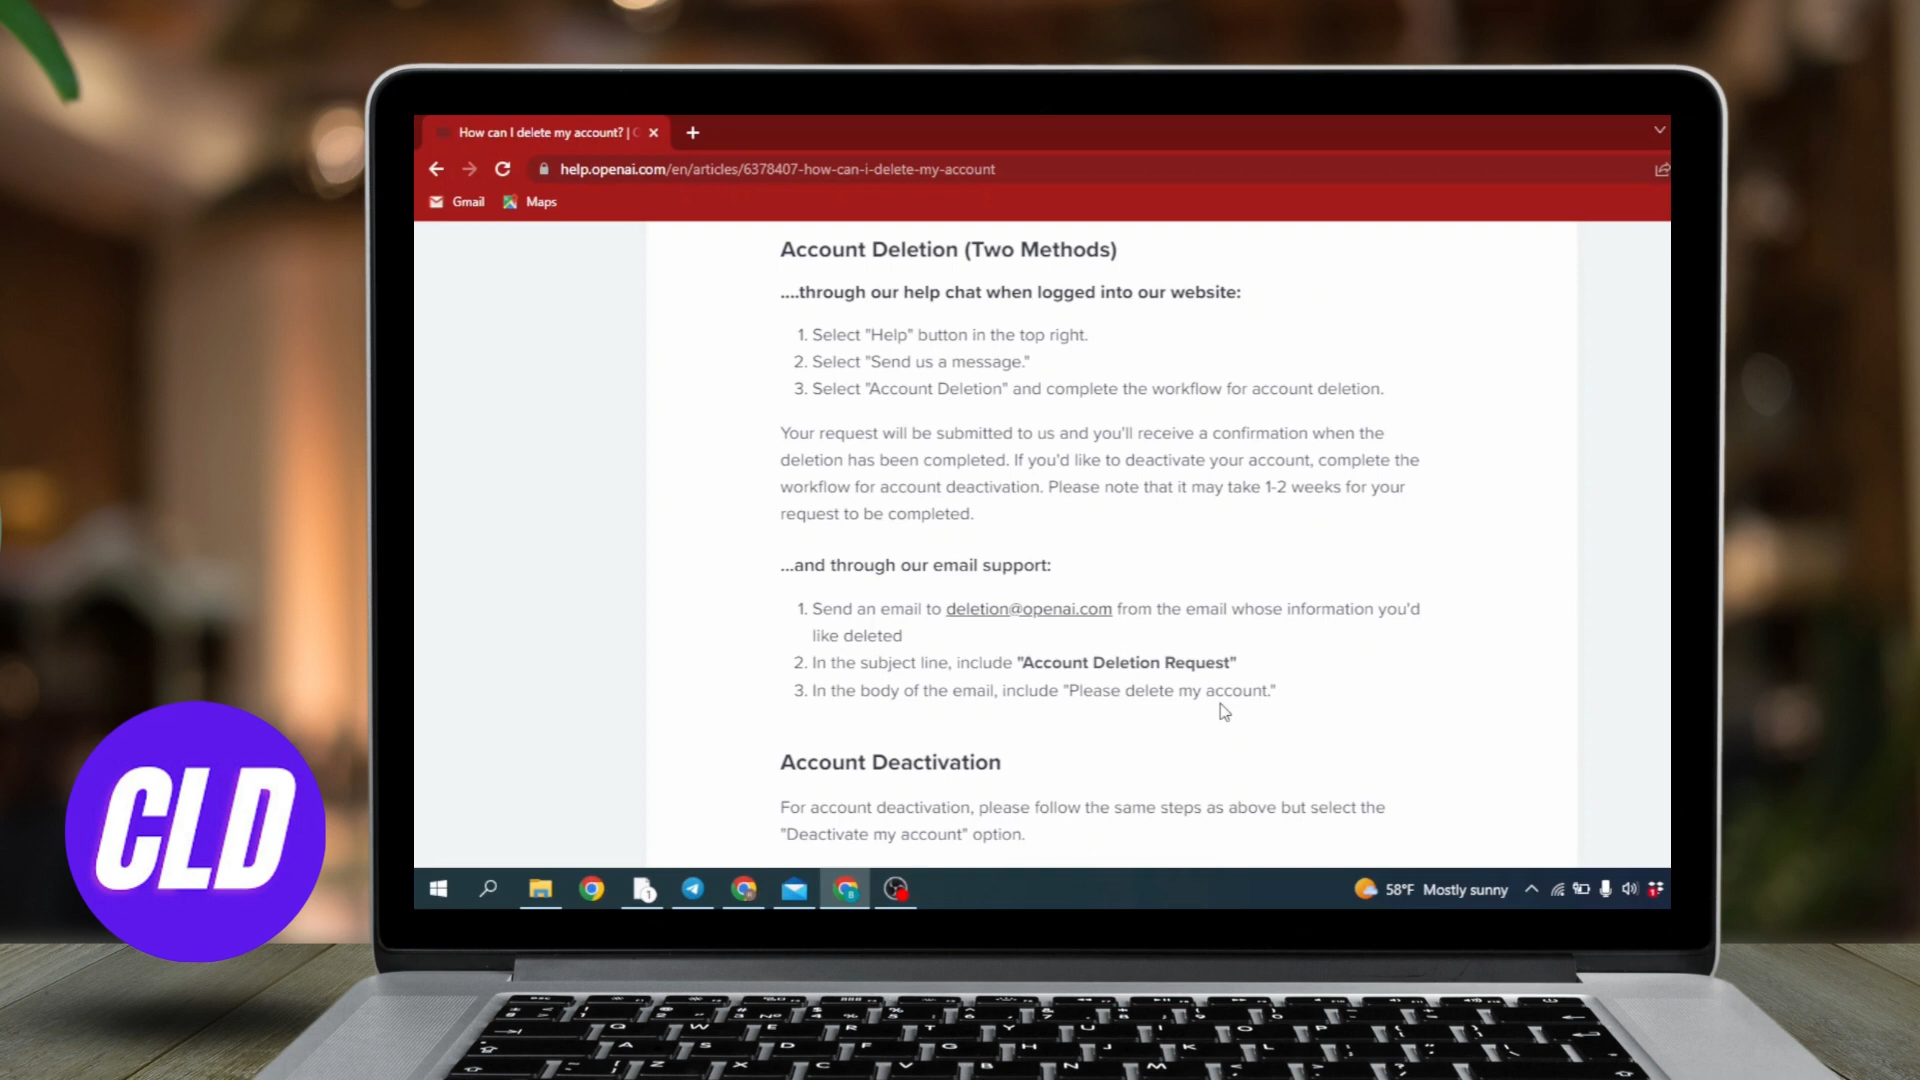 How can I delete my account? |
help.openai.com/en/articles/6378407-how-can-i-delete-my-account
Gmail
Maps
Account Deletion (Two Methods)
....through our help chat when logged into our website:
1. Select "Help" button in the top right.
2. Select "Send us a message."
3. Select "Account Deletion" and complete the workflow for account deletion.
Your request will be submitted to us and you'll receive a confirmation when the
deletion has been completed. If you'd like to deactivate your account, complete the
workflow for account deactivation. Please note that it may take 1-2 weeks for your
request to be completed.
...and through our email support:
1. Send an email to deletion@openai.com from the email whose information you'd
like deleted
2. In the subject line, include "Account Deletion Request"
3. In the body of the email, include "Please delete my account."
Account Deactivation
For account deactivation, please follow the same steps as above but select the
"Deactivate my account" option.
1
58°F Mostly sunny
CLD
Q W E R T Y U I O P
A S D F G H J K L
Z X C V B N M